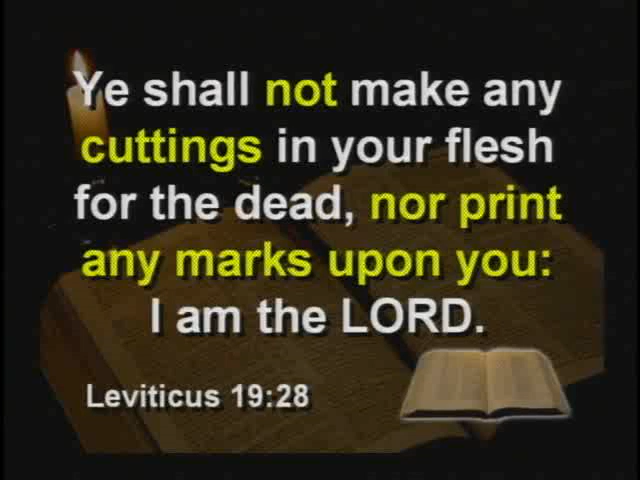 Ye shall not make any
cuttings in your flesh
for the dead, nor print
any marks upon you:
I am the LORD.
Leviticus 19:28